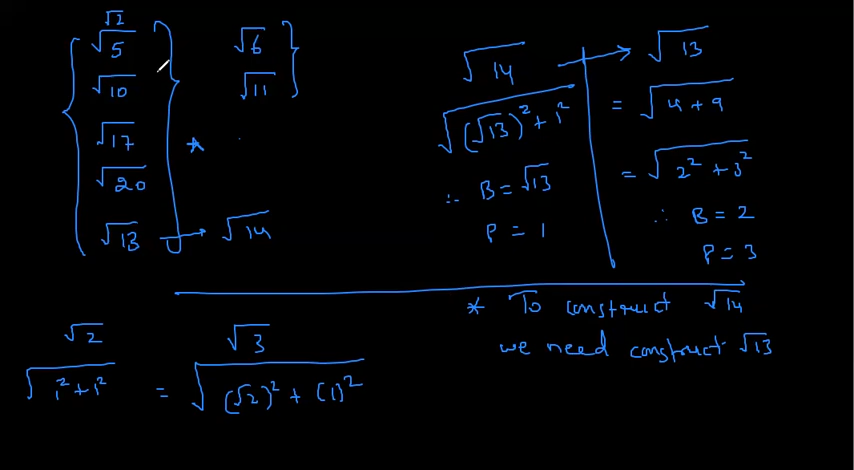 √2
√5
√10
√17 *
√20
√13 → √14
√6
√11
√14 → √13
√((√13)² + 1²) = √(4 + 9)
= √(2² + 3²)
∴ B = √13
P = 1
∴ B = 2
P = 3
* To construct √14
we need construct √13
√2 √3
√(1² + 1²) = √((√2)² + (1)²)